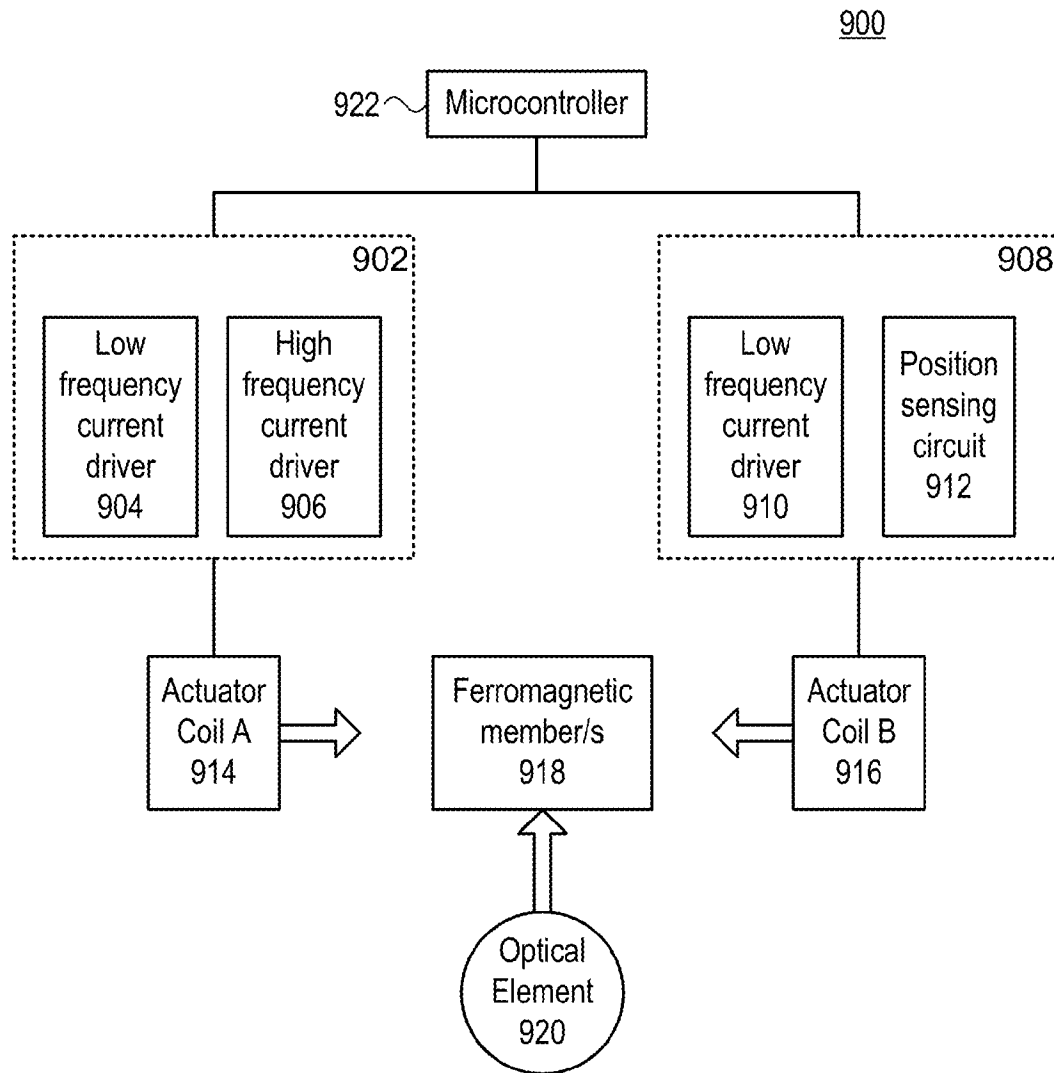 900
922
Microcontroller
902
Low
frequency
current
driver
904
High
frequency
current
driver
906
908
Low
frequency
current
driver
910
Position
sensing
circuit
912
Actuator
Coil A
914
Ferromagnetic
member/s
918
Actuator
Coil B
916
Optical
Element
920